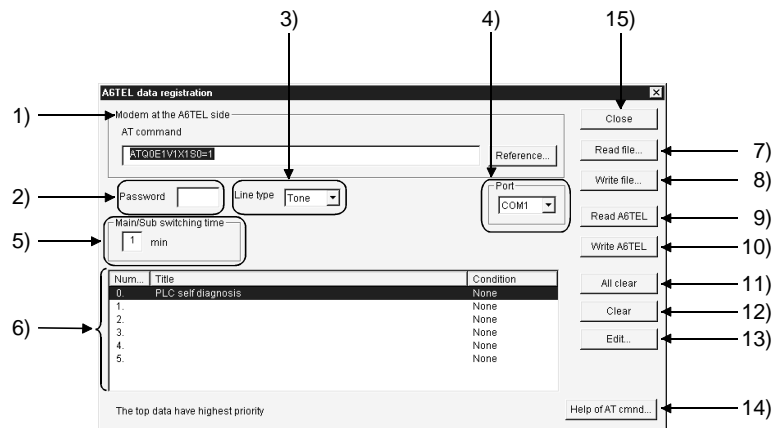 3)
4)
15)
A6TEL data registration
1)
Modem at the A6TEL side
AT command
ATQ0E1V1X1S0=1
Reference...
Close
Read file...
7)
Write file...
8)
2)
Password
Line type
Tone
Port
COM1
Read A6TEL
9)
5)
Main/Sub switching time
1 min
Write A6TEL
10)
6)
Num... Title Condition
0. PLC self diagnosis None
1. None
2. None
3. None
4. None
5. None
All clear
11)
Clear
12)
Edit...
13)
The top data have highest priority
Help of AT cmnd...
14)